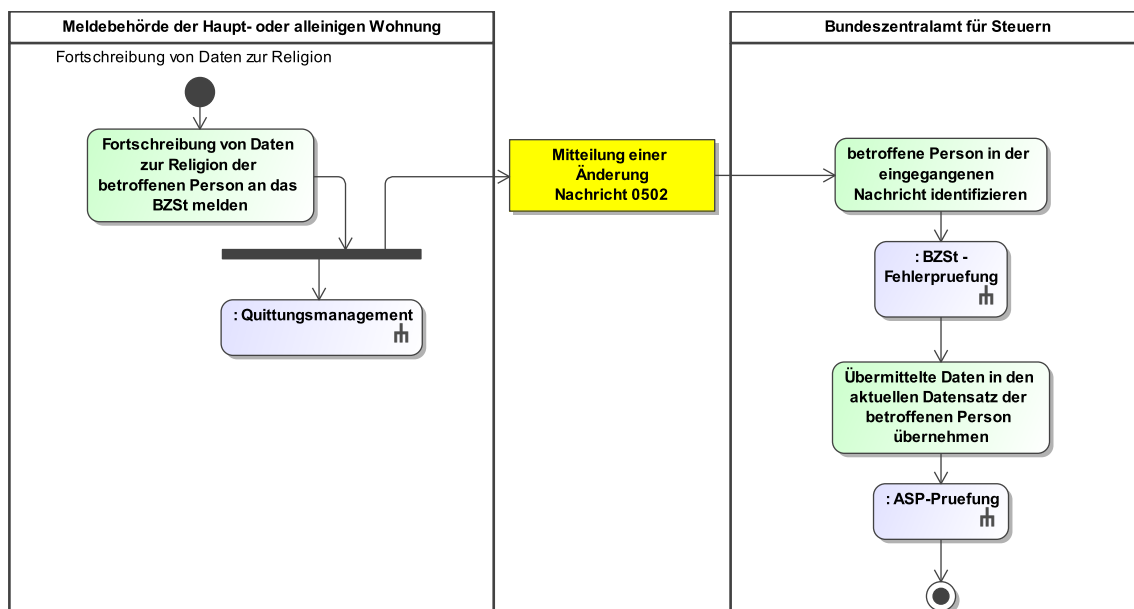 Meldebehörde der Haupt- oder alleinigen Wohnung
Fortschreibung von Daten zur Religion
Fortschreibung von Daten
zur Religion der
betroffenen Person an das
BZSt melden
: Quittungsmanagement
Mitteilung einer
Änderung
Nachricht 0502
Bundeszentralamt für Steuern
betroffene Person in der
eingegangenen
Nachricht identifizieren
: BZSt -
Fehlerpruefung
Übermittelte Daten in den
aktuellen Datensatz der
betroffenen Person
übernehmen
: ASP-Pruefung